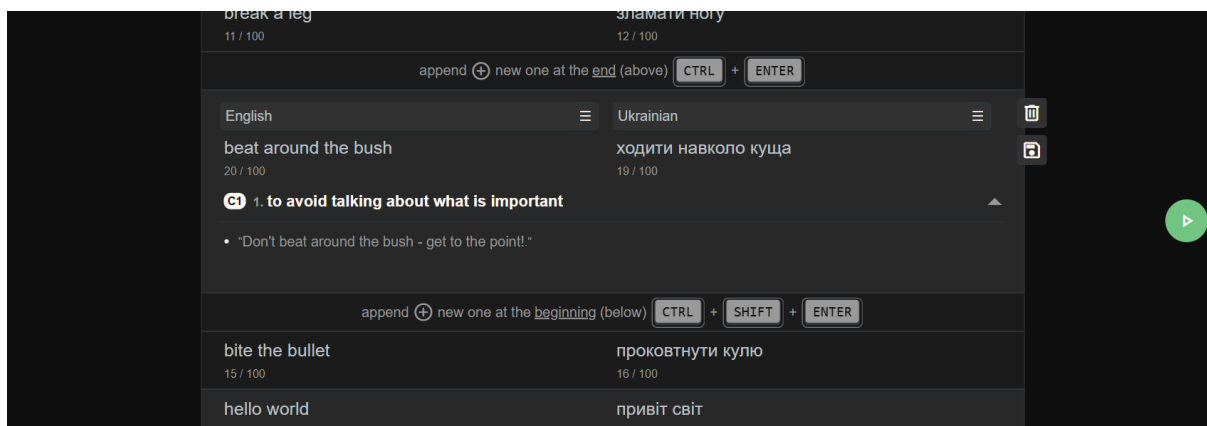 break a leg зламати ногу
11 / 100 12 / 100
append new one at the end (above) CTRL + ENTER
English Ukrainian
beat around the bush ходити навколо куща
20 / 100 19 / 100
C1 1. to avoid talking about what is important
• "Don't beat around the bush - get to the point! "
append new one at the beginning (below) CTRL + SHIFT + ENTER
bite the bullet проковтнути кулю
15 / 100 16 / 100
hello world привіт світ